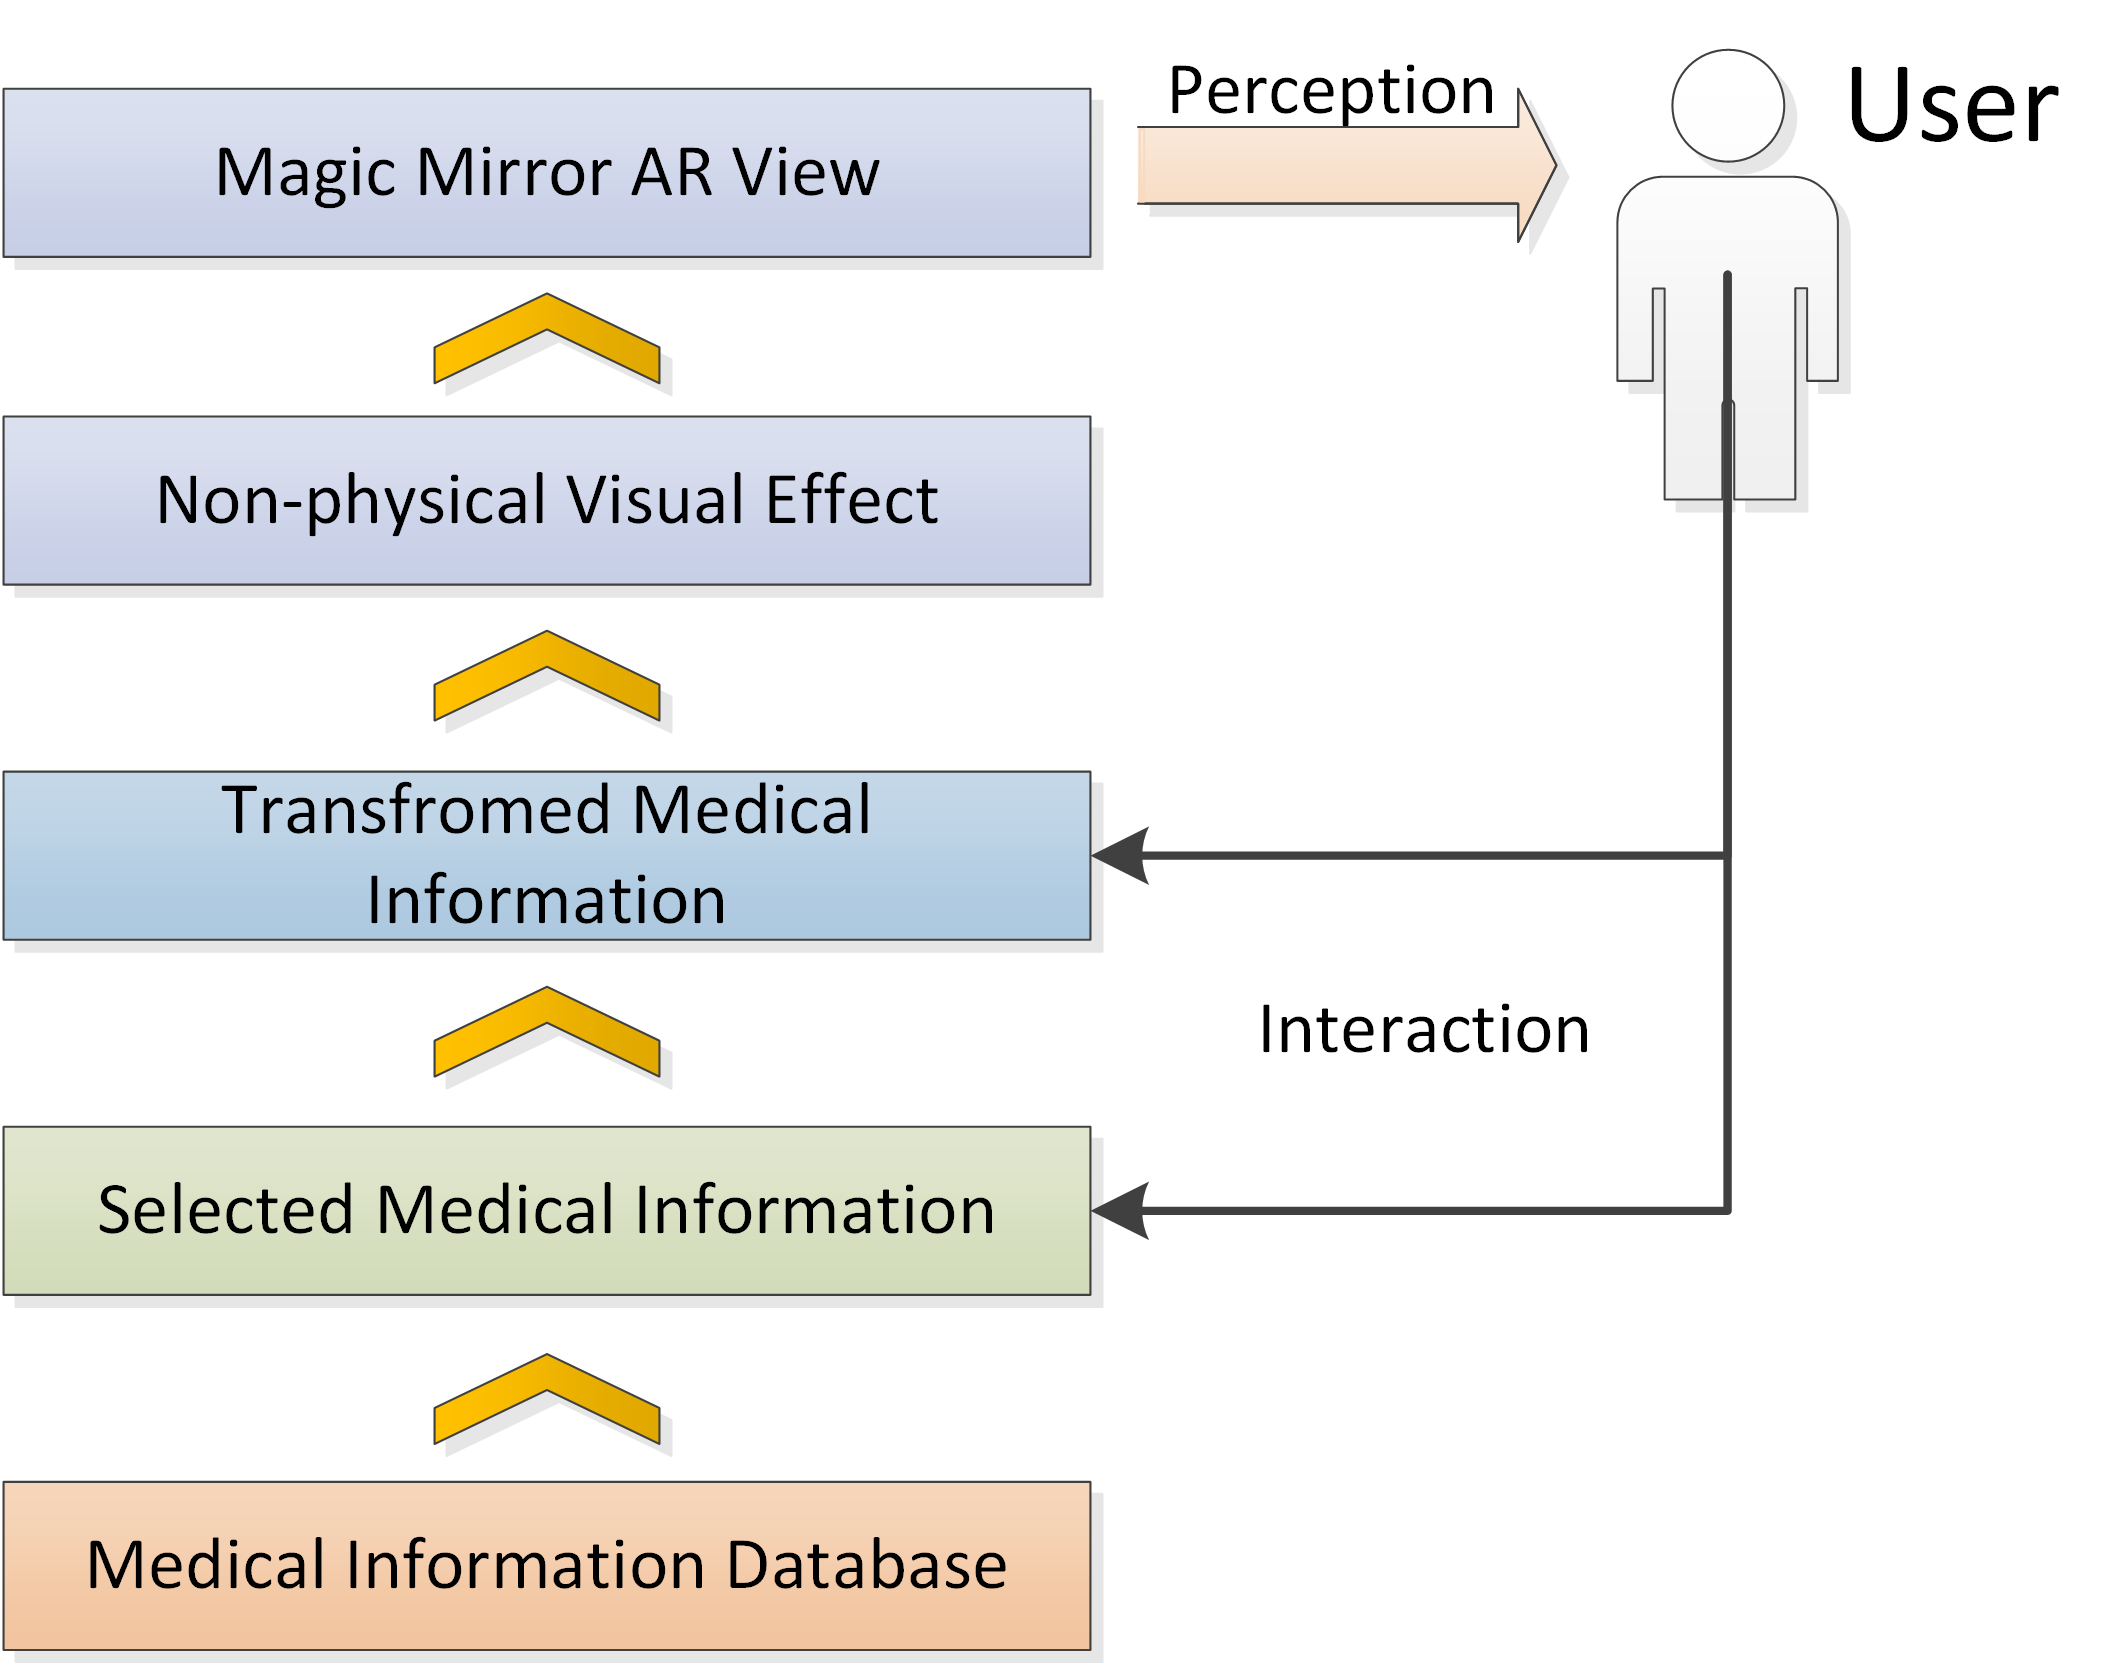 Magic Mirror AR View
Perception
User
Non-physical Visual Effect
Transfromed Medical
Information
Interaction
Selected Medical Information
Medical Information Database